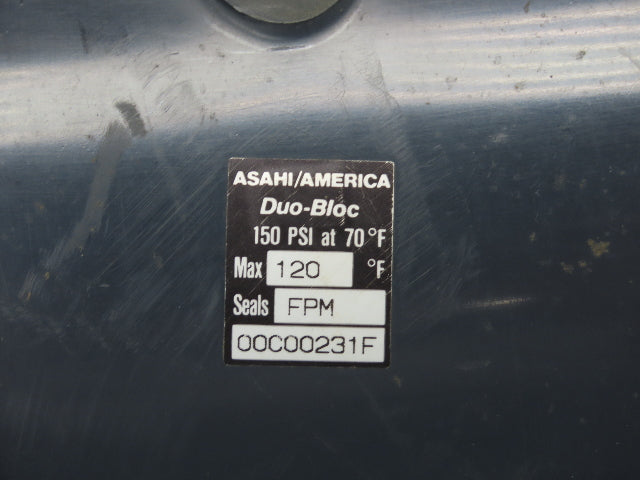 ASAHI/AMERICA
Duo-Bloc
150 PSI at 70°F
Max 120 °F
Seals FPM
00C00231F